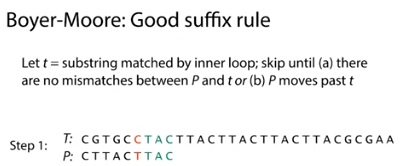 Boyer-Moore: Good suffix rule
Let t = substring matched by inner loop; skip until (a) there
are no mismatches between P and t or (b) P moves past t
Step 1:
T: CGTGCCTACTTACTTACTTACTTACGCGAA
P: CTTACTTAC